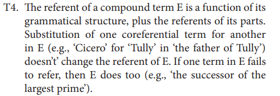 T4. The referent of a compound term E is a function of its
grammatical structure, plus the referents of its parts.
Substitution of one coreferential term for another
in E (e.g., ‘Cicero’ for ‘Tully’ in ‘the father of Tully’)
doesn’t’ change the referent of E. If one term in E fails
to refer, then E does too (e.g., ‘the successor of the
largest prime’).